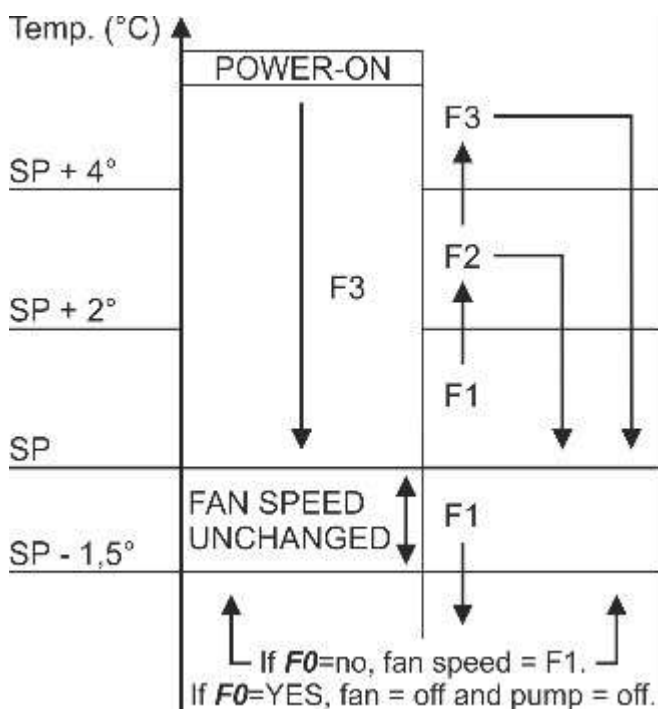 Temp. (°C)
POWER-ON
F3
SP + 4°
F2
F3
SP + 2°
F1
SP
FAN SPEED
UNCHANGED
F1
SP - 1,5°
If F0=no, fan speed = F1.
If F0=YES, fan = off and pump = off.